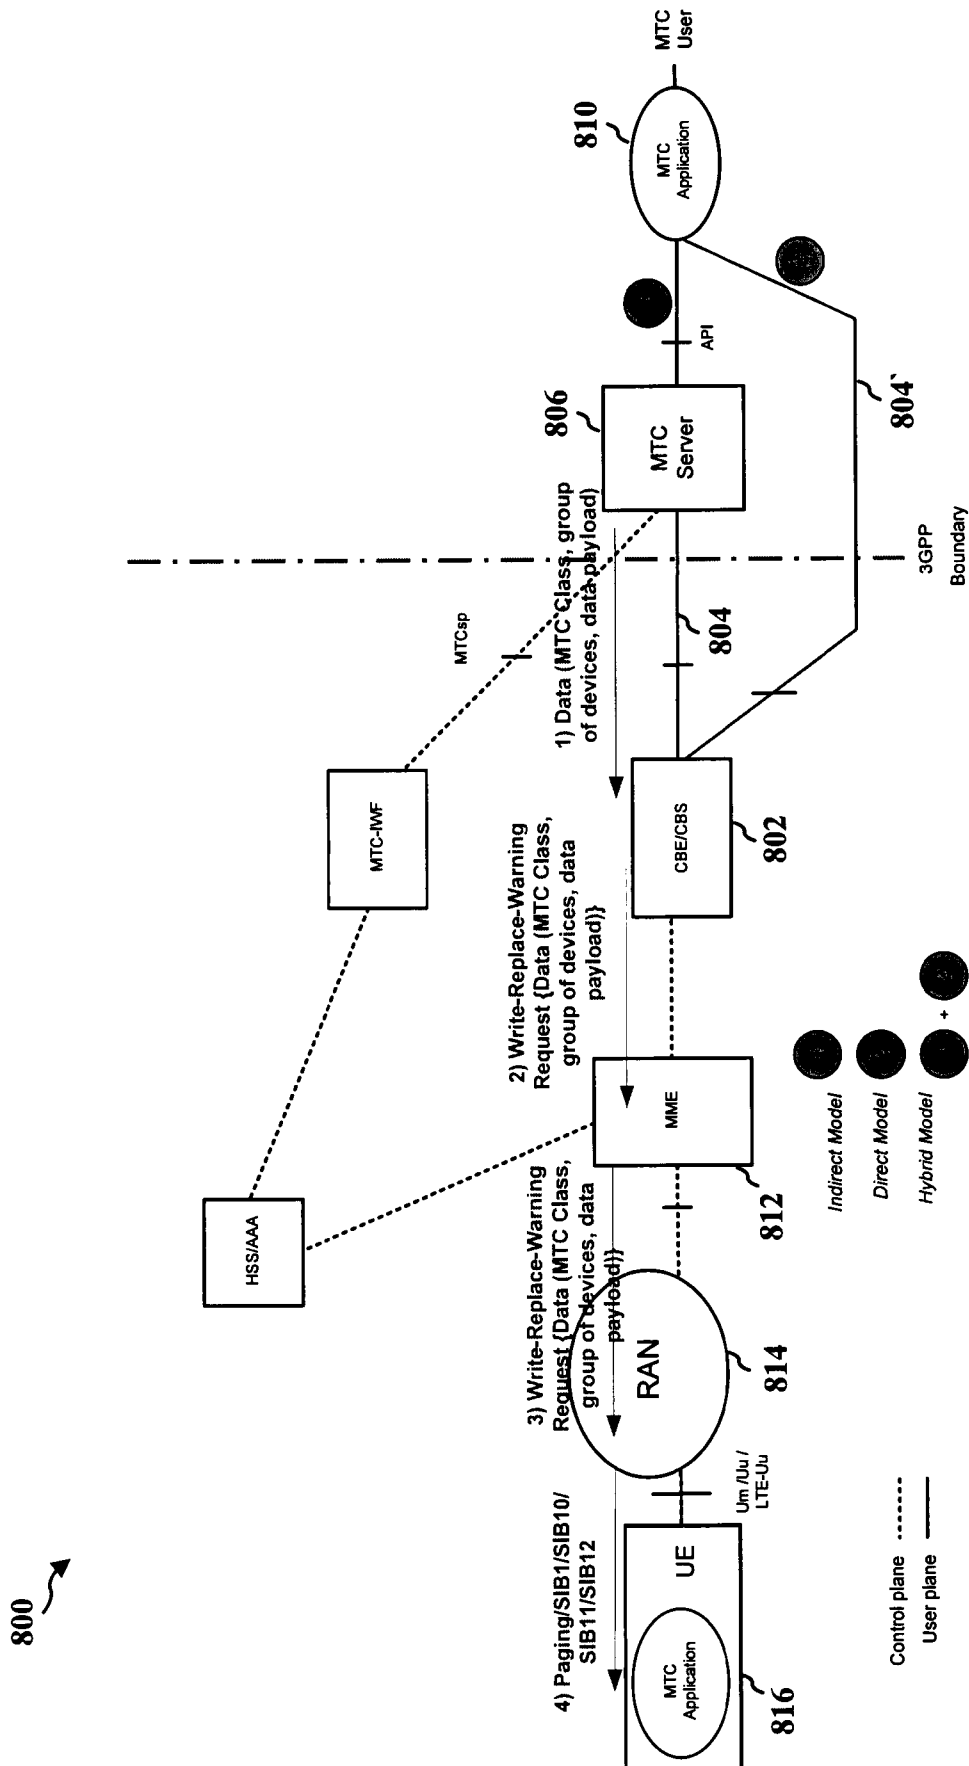 800
HSS/AAA
MTC-IWF
MTCsp
4) Paging/SIB1/SIB10/
SIB11/SIB12
3) Write-Replace-Warning
Request {Data (MTC Class,
group of devices, data
payload)}
2) Write-Replace-Warning
Request {Data (MTC Class,
group of devices, data
payload)}
1) Data (MTC Class, group
of devices, data payload)
MTC
Application
UE
816
Um /Uu /
LTE-Uu
RAN
814
MME
812
CBE/CBS
802
804
MTC
Server
806
API
MTC
Application
810
MTC
User
804`
3GPP
Boundary
Indirect Model
Direct Model
Hybrid Model
+
Control plane
User plane